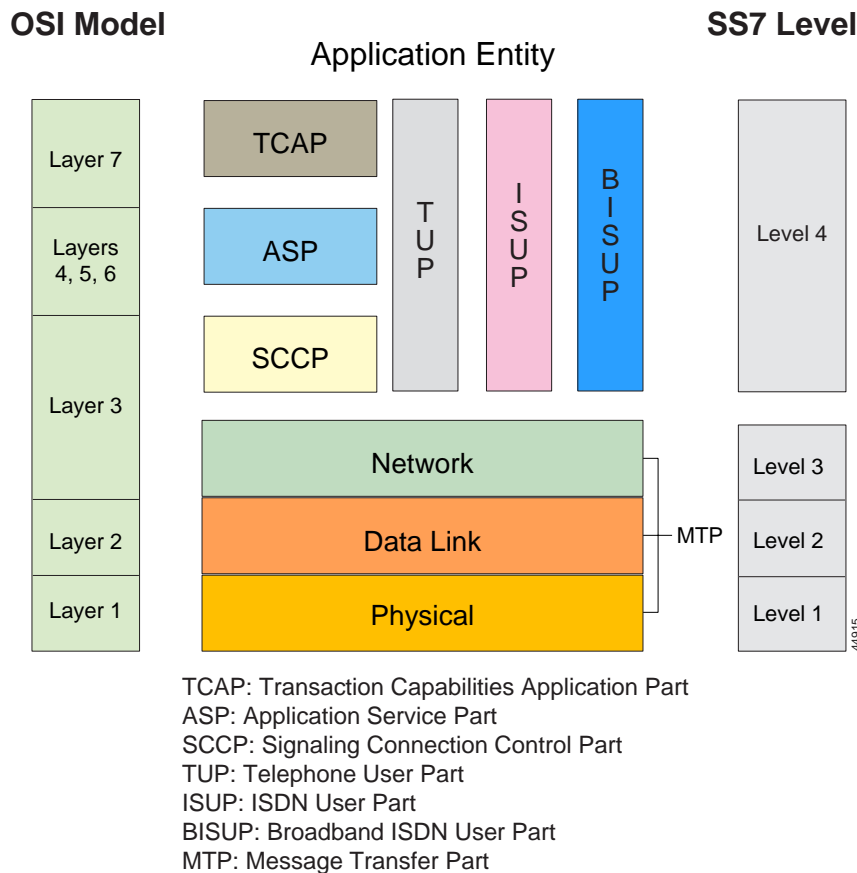 OSI Model
SS7 Level
Application Entity
Layer 7
Layers
4, 5, 6
Layer 3
Layer 2
Layer 1
TCAP
ASP
SCCP
TUP
ISUP
BISUP
Network
Data Link
Physical
MTP
Level 4
Level 3
Level 2
Level 1
44915
TCAP: Transaction Capabilities Application Part
ASP: Application Service Part
SCCP: Signaling Connection Control Part
TUP: Telephone User Part
ISUP: ISDN User Part
BISUP: Broadband ISDN User Part
MTP: Message Transfer Part